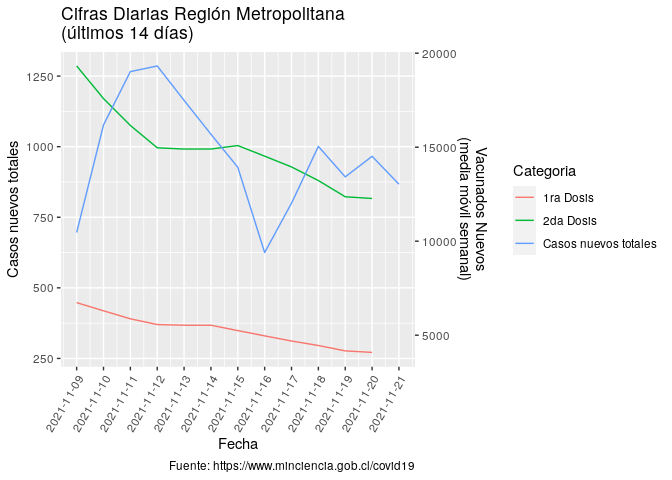 Cifras Diarias Región Metropolitana
(últimos 14 días)
Casos nuevos totales
1250
1000
750
500
250
20000
15000
10000
5000
Vacunados Nuevos
(media móvil semanal)
2021-11-09
2021-11-10
2021-11-11
2021-11-12
2021-11-13
2021-11-14
2021-11-15
2021-11-16
2021-11-17
2021-11-18
2021-11-19
2021-11-20
2021-11-21
Fecha
Categoria
1ra Dosis
2da Dosis
Casos nuevos totales
Fuente: https://www.minciencia.gob.cl/covid19